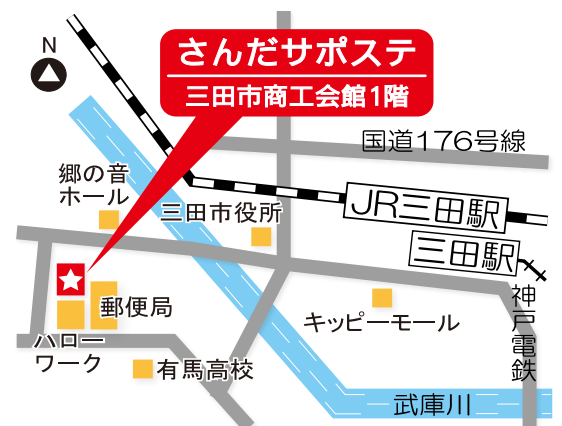 N
さんだサポステ
三田市商工会館1階
国道176号線
郷の音
ホール
三田市役所
JR三田駅
三田駅
神戸電鉄
郵便局
キッピーモール
ハロー
ワーク
有馬高校
武庫川